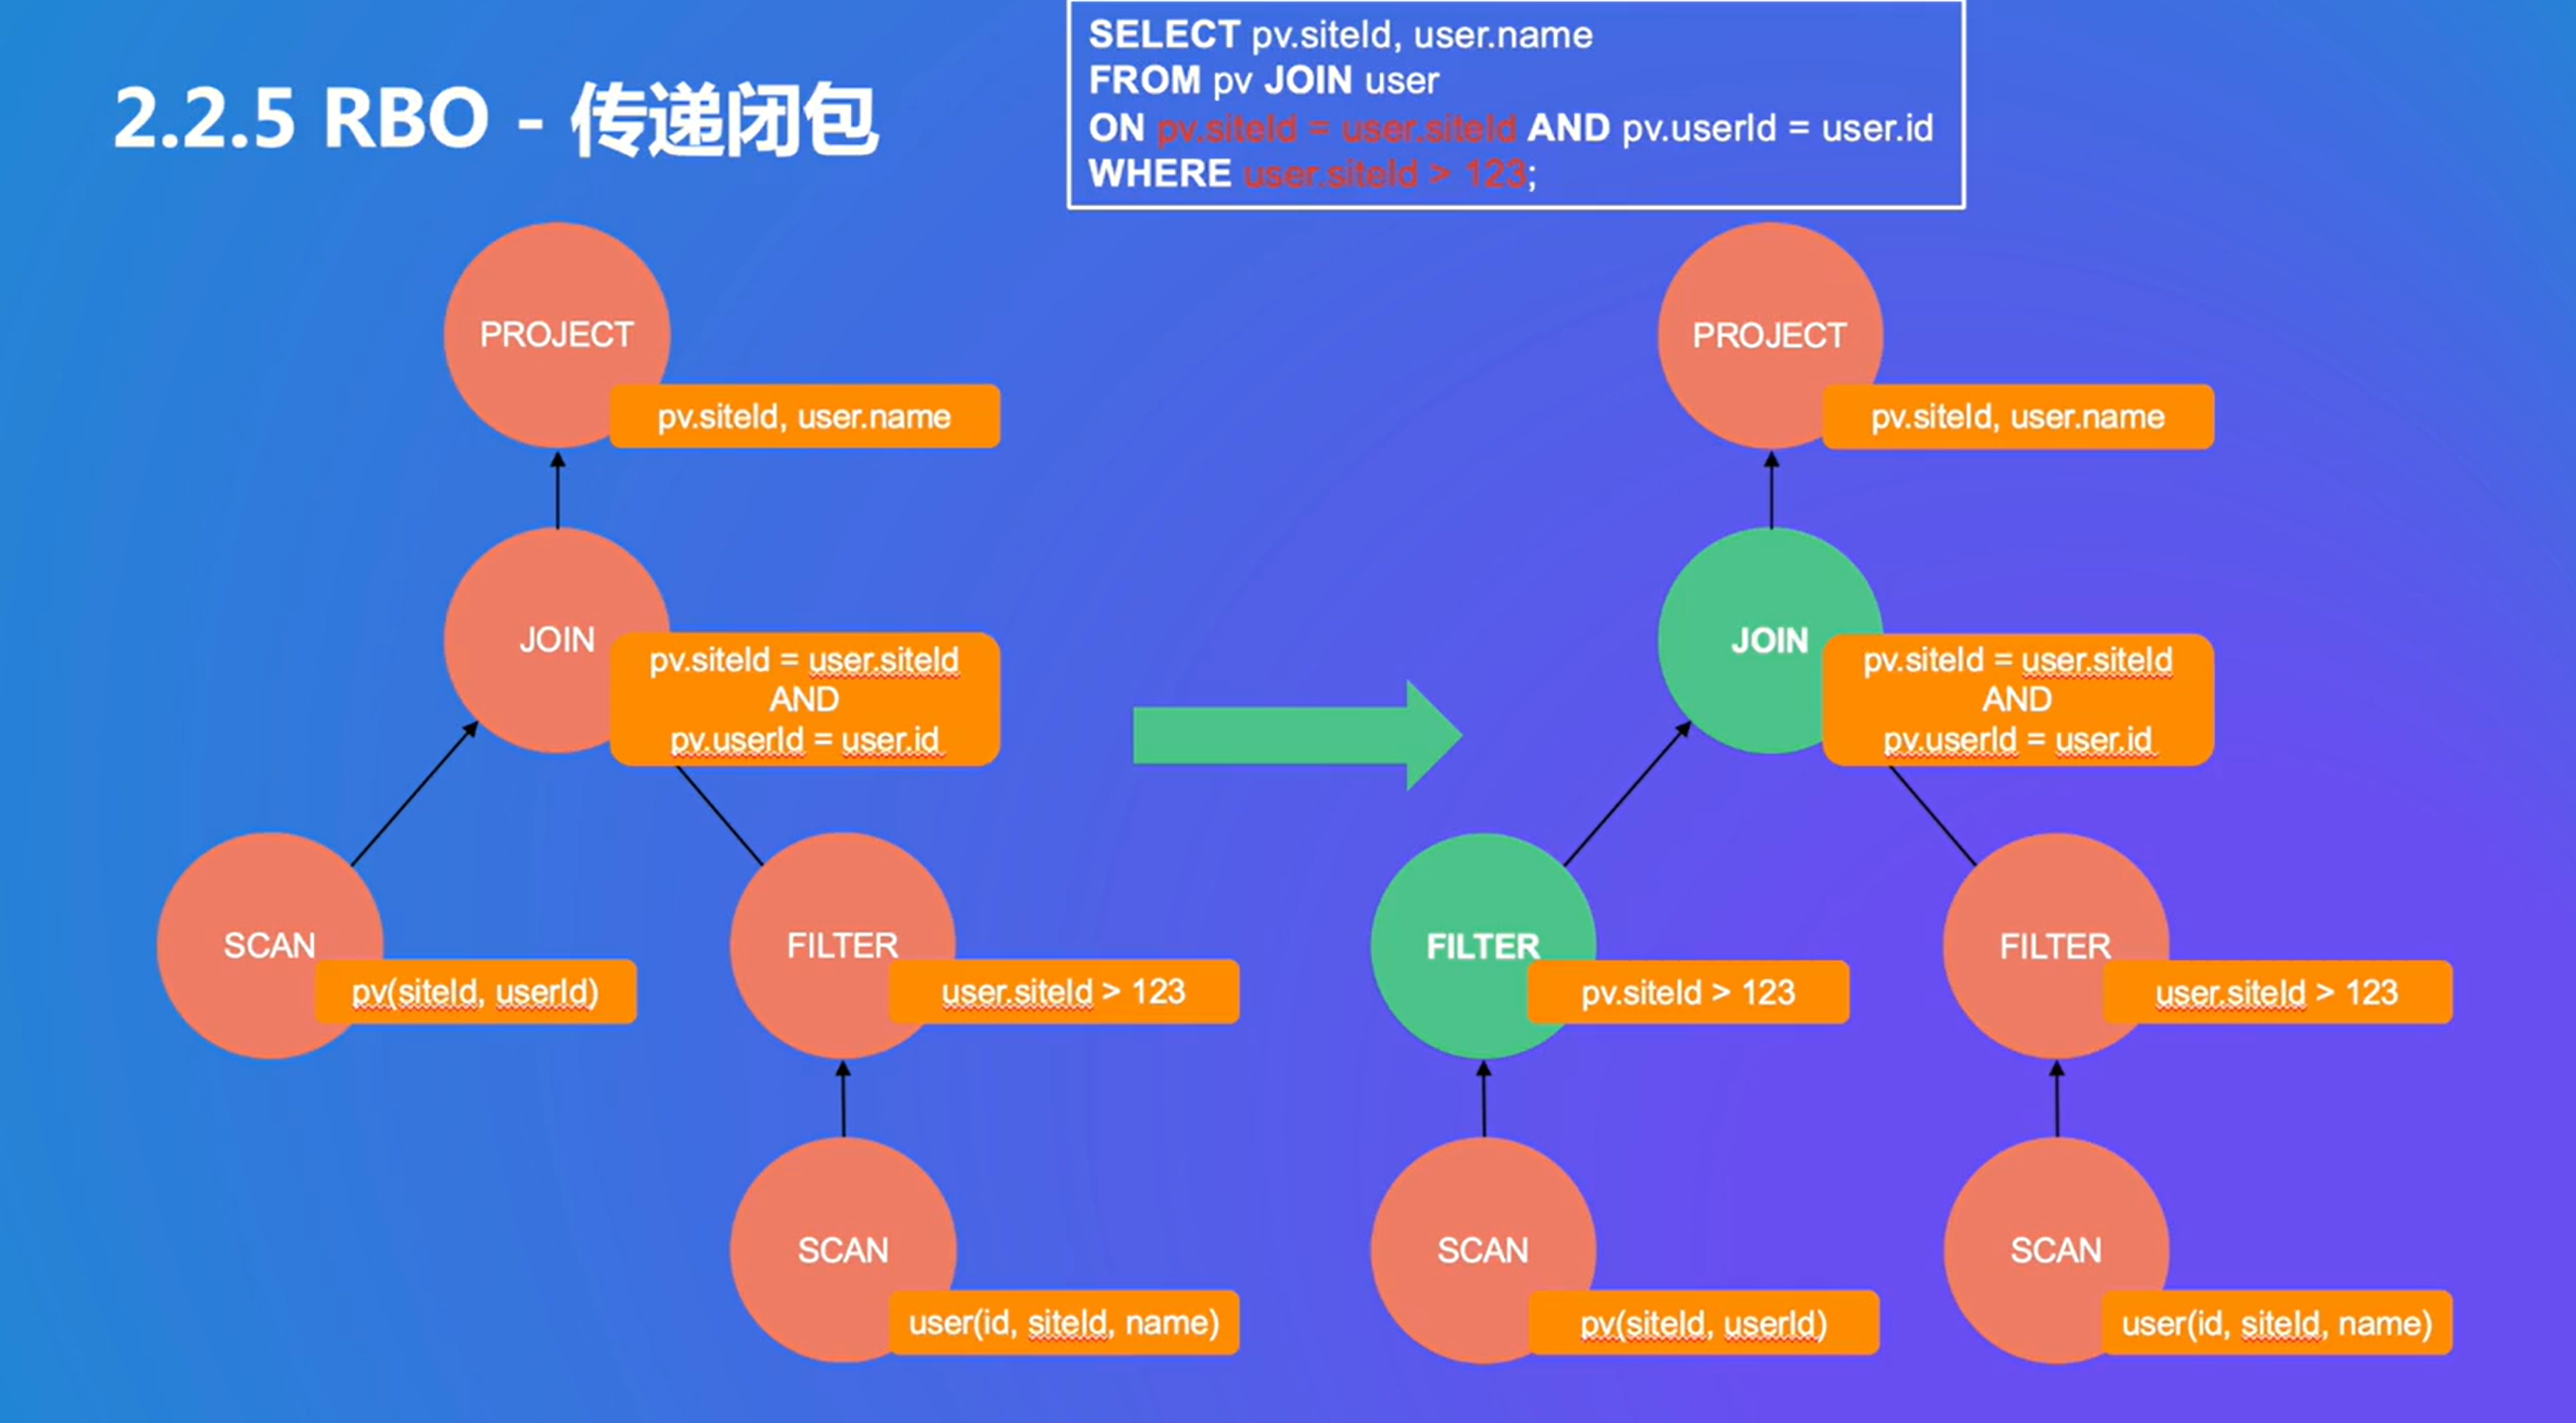 2.2.5 RBO - 传递闭包
SELECT pv.siteId, user.name
FROM pv JOIN user
ON pv.siteId = user.siteId AND pv.userId = user.id
WHERE user.siteId > 123;
PROJECT
pv.siteId, user.name
JOIN
pv.siteId = user.siteId
AND
pv.userId = user.id
SCAN
pv(siteId, userId)
FILTER
user.siteId > 123
SCAN
user(id, siteId, name)
PROJECT
pv.siteId, user.name
JOIN
pv.siteId = user.siteId
AND
pv.userId = user.id
FILTER
pv.siteId > 123
FILTER
user.siteId > 123
SCAN
pv(siteId, userId)
SCAN
user(id, siteId, name)